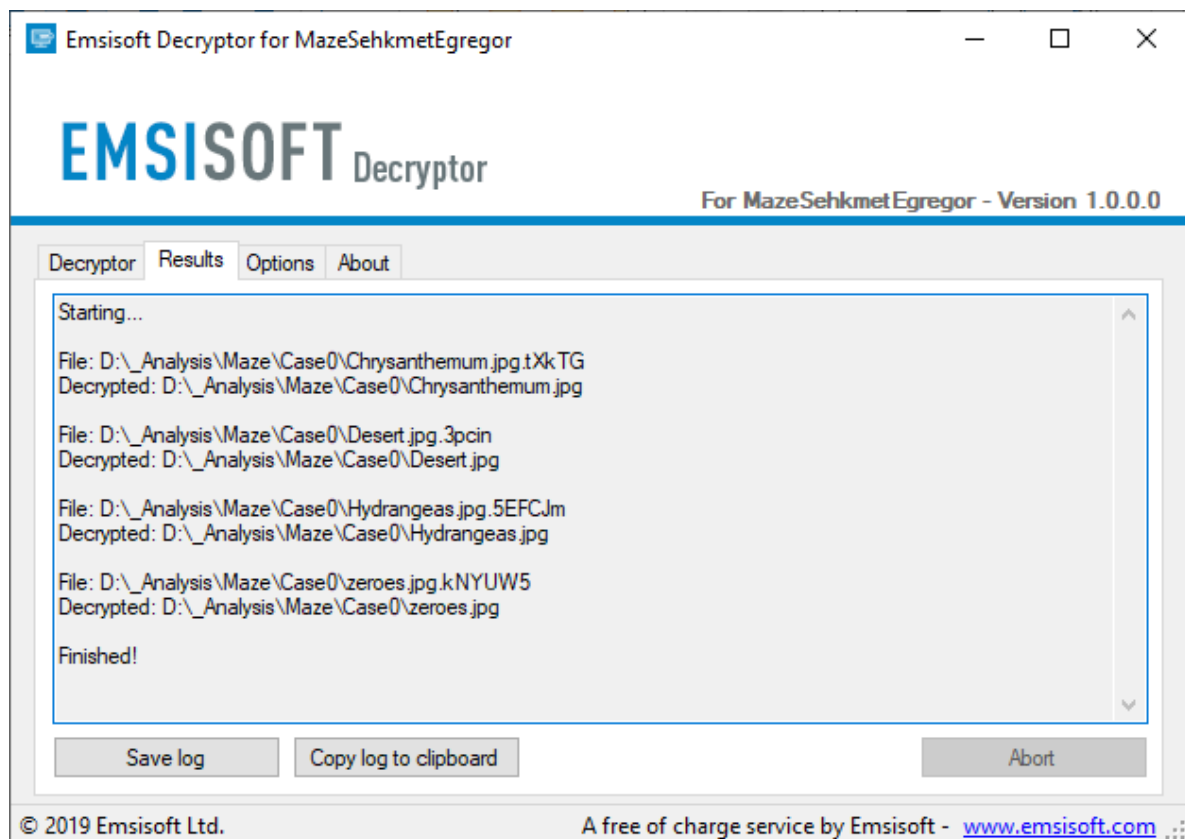 Emsisoft Decryptor for MazeSehkmetEgregor
EMSISOFT Decryptor
For MazeSehkmetEgregor - Version 1.0.0.0
Decryptor Results Options About
Starting...
File: D:\_Analysis\Maze\Case0\Chrysanthemum.jpg.tXkTG
Decrypted: D:\_Analysis\Maze\Case0\Chrysanthemum.jpg
File: D:\_Analysis\Maze\Case0\Desert.jpg.3pcin
Decrypted: D:\_Analysis\Maze\Case0\Desert.jpg
File: D:\_Analysis\Maze\Case0\Hydrangeas.jpg.5EFCJm
Decrypted: D:\_Analysis\Maze\Case0\Hydrangeas.jpg
File: D:\_Analysis\Maze\Case0\zeroes.jpg.kNYUW5
Decrypted: D:\_Analysis\Maze\Case0\zeroes.jpg
Finished!
Save log Copy log to clipboard Abort
© 2019 Emsisoft Ltd. A free of charge service by Emsisoft - www.emsisoft.com